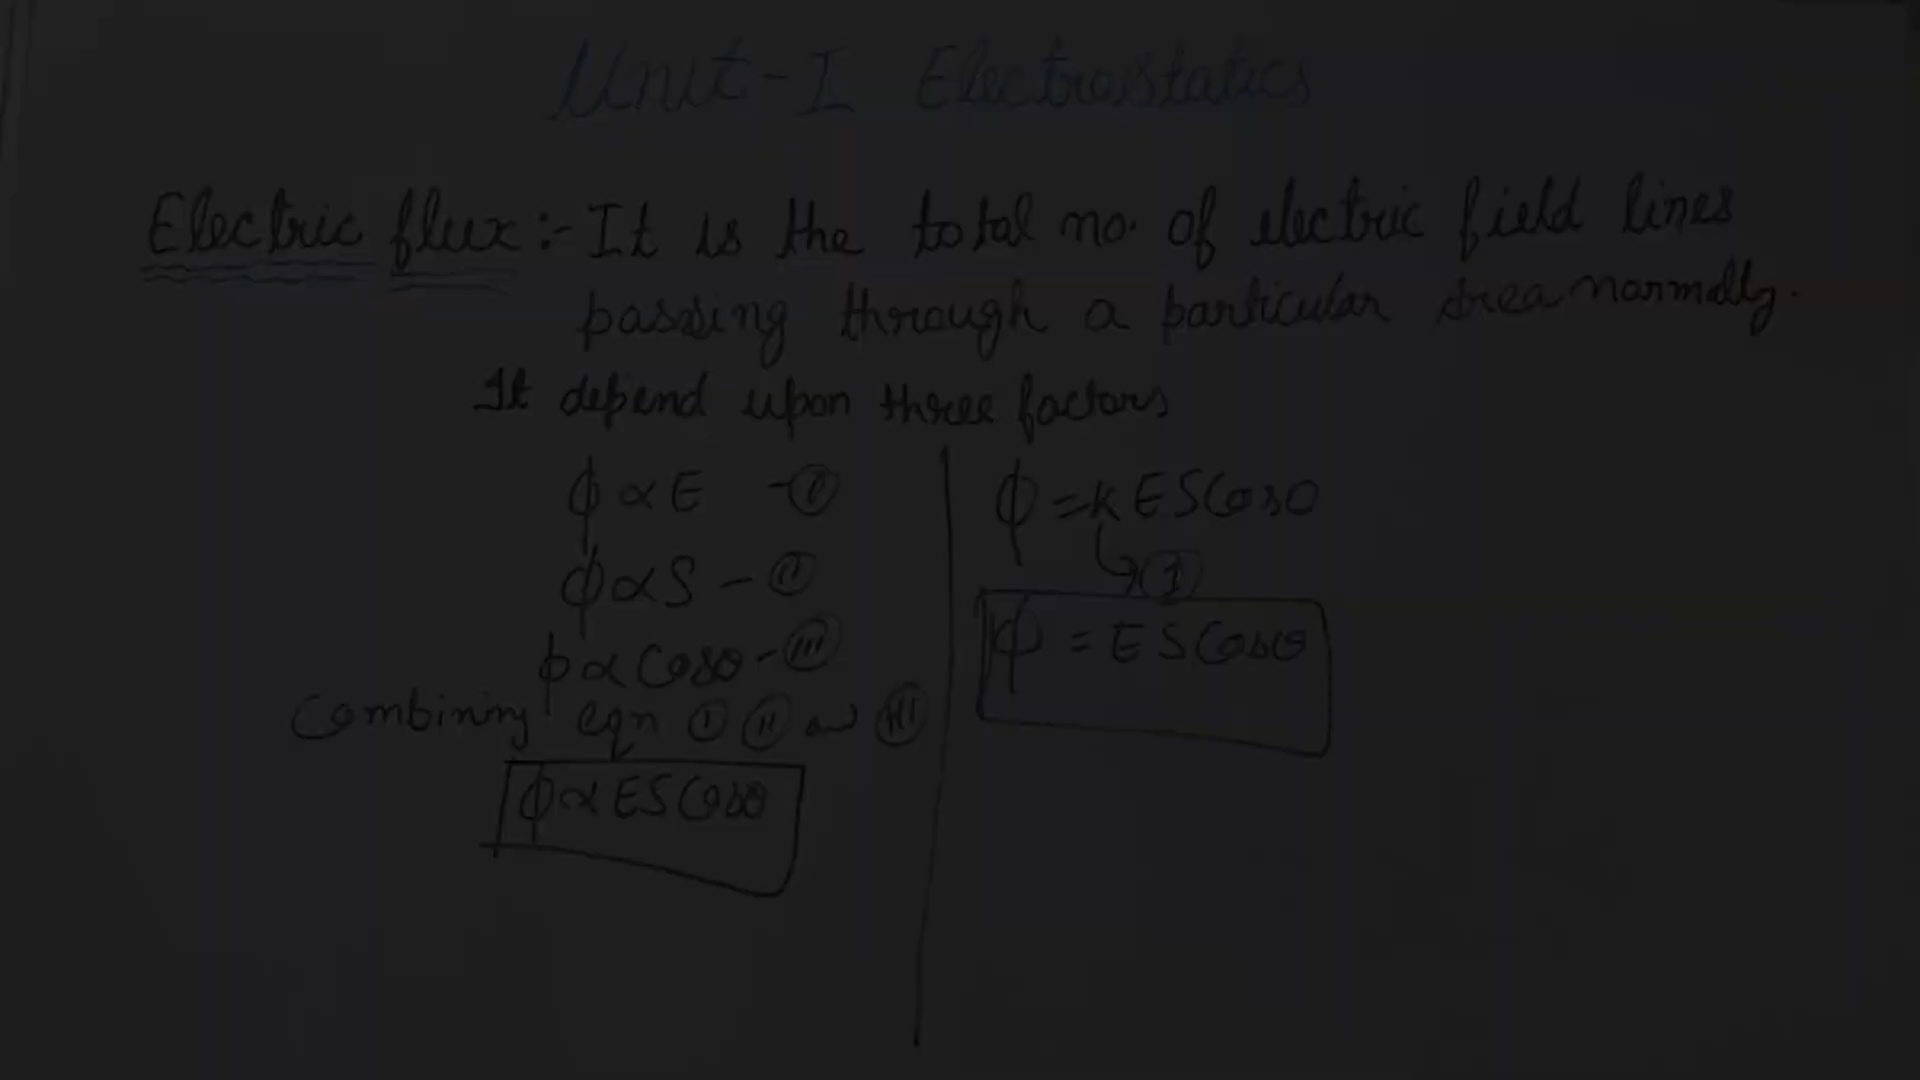 Unit-I Electrostatics
Electric flux :- It is the total no. of electric field lines
passing through a particular area normally.
It depend upon three factors
ϕ ∝ E - (I)
ϕ ∝ S - (II)
ϕ ∝ Cosθ - (III)
Combining eqn (I) (II) and (III)
ϕ ∝ ES Cosθ
ϕ = k ES Cosθ
(1)
ϕ = ES Cosθ